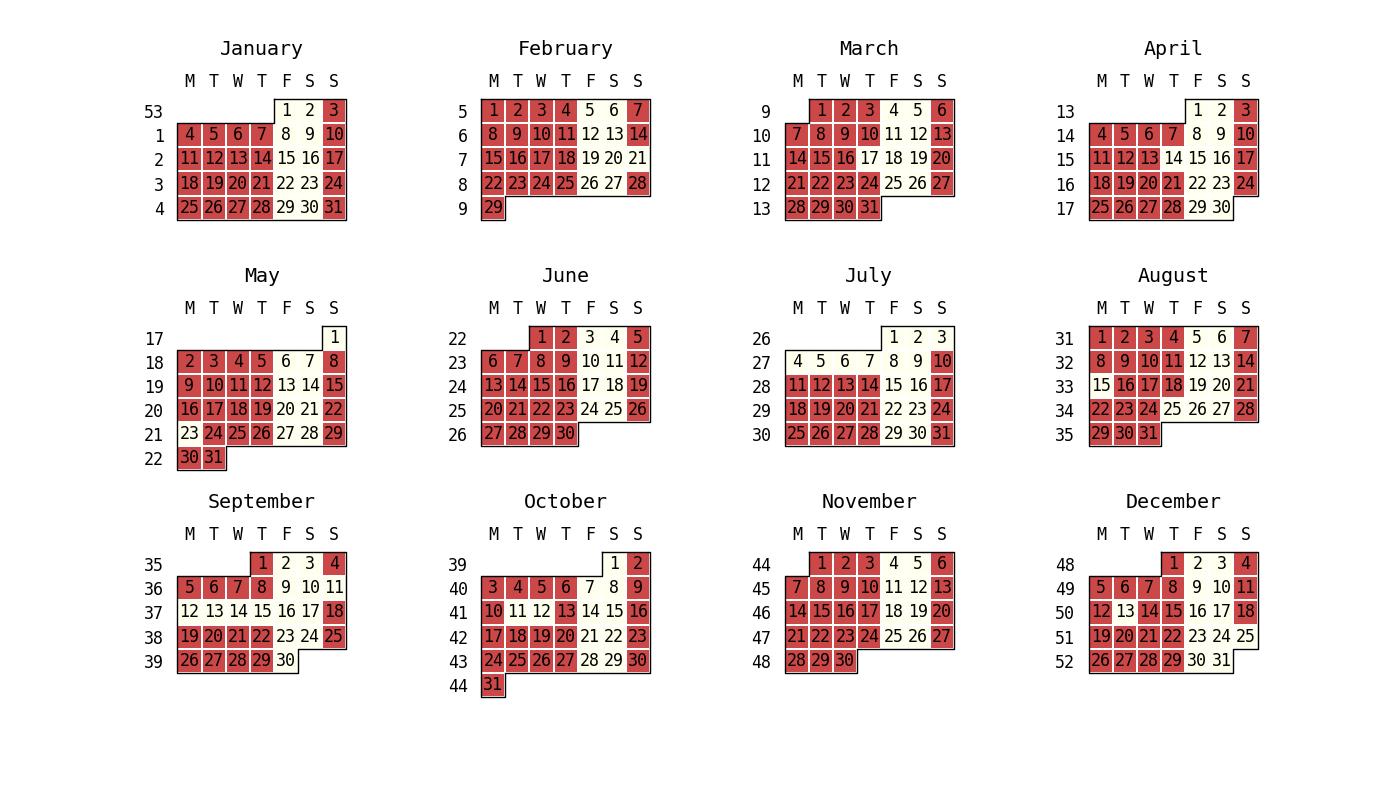 January February March April
M T W T F S S M T W T F S S M T W T F S S M T W T F S S
53 1 2 3 5 1 2 3 4 5 6 7 9 1 2 3 4 5 6 13 1 2 3
1 4 5 6 7 8 9 10 6 8 9 10 11 12 13 14 10 7 8 9 10 11 12 13 14 4 5 6 7 8 9 10
2 11 12 13 14 15 16 17 7 15 16 17 18 19 20 21 11 14 15 16 17 18 19 20 15 11 12 13 14 15 16 17
3 18 19 20 21 22 23 24 8 22 23 24 25 26 27 28 12 21 22 23 24 25 26 27 16 18 19 20 21 22 23 24
4 25 26 27 28 29 30 31 9 29 13 28 29 30 31 17 25 26 27 28 29 30
May June July August
M T W T F S S M T W T F S S M T W T F S S M T W T F S S
17 1 22 1 2 3 4 5 26 1 2 3 31 1 2 3 4 5 6 7
18 2 3 4 5 6 7 8 23 6 7 8 9 10 11 12 27 4 5 6 7 8 9 10 32 8 9 10 11 12 13 14
19 9 10 11 12 13 14 15 24 13 14 15 16 17 18 19 28 11 12 13 14 15 16 17 33 15 16 17 18 19 20 21
20 16 17 18 19 20 21 22 25 20 21 22 23 24 25 26 29 18 19 20 21 22 23 24 34 22 23 24 25 26 27 28
21 23 24 25 26 27 28 29 26 27 28 29 30 30 25 26 27 28 29 30 31 35 29 30 31
22 30 31
September October November December
M T W T F S S M T W T F S S M T W T F S S M T W T F S S
35 1 2 3 4 39 1 2 44 1 2 3 4 5 6 48 1 2 3 4
36 5 6 7 8 9 10 11 40 3 4 5 6 7 8 9 45 7 8 9 10 11 12 13 49 5 6 7 8 9 10 11
37 12 13 14 15 16 17 18 41 10 11 12 13 14 15 16 46 14 15 16 17 18 19 20 50 12 13 14 15 16 17 18
38 19 20 21 22 23 24 25 42 17 18 19 20 21 22 23 47 21 22 23 24 25 26 27 51 19 20 21 22 23 24 25
39 26 27 28 29 30 43 24 25 26 27 28 29 30 48 28 29 30 52 26 27 28 29 30 31
44 31